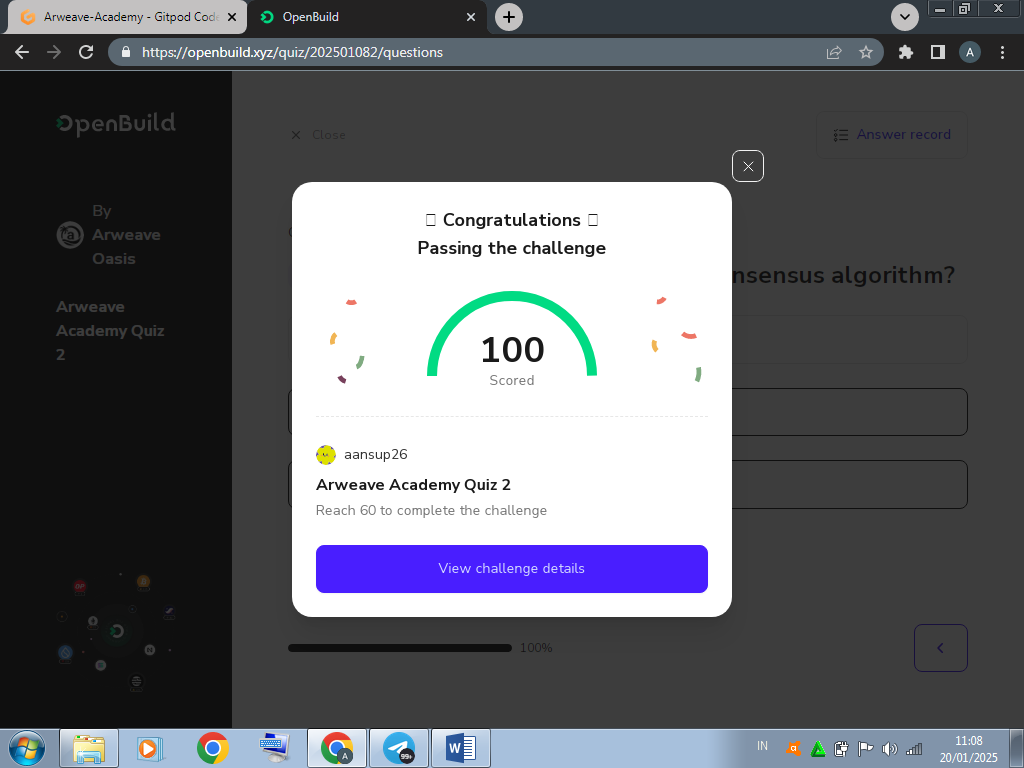 Arweave-Academy - Gitpod Code
OpenBuild
https://openbuild.xyz/quiz/202501082/questions
A
OpenBuild
Close
Answer record
By
Arweave
Oasis
Arweave
Academy Quiz
2
nsensus algorithm?
Congratulations
Passing the challenge
100
Scored
aansup26
Arweave Academy Quiz 2
Reach 60 to complete the challenge
View challenge details
100%
A
99+
W
IN
11:08
20/01/2025